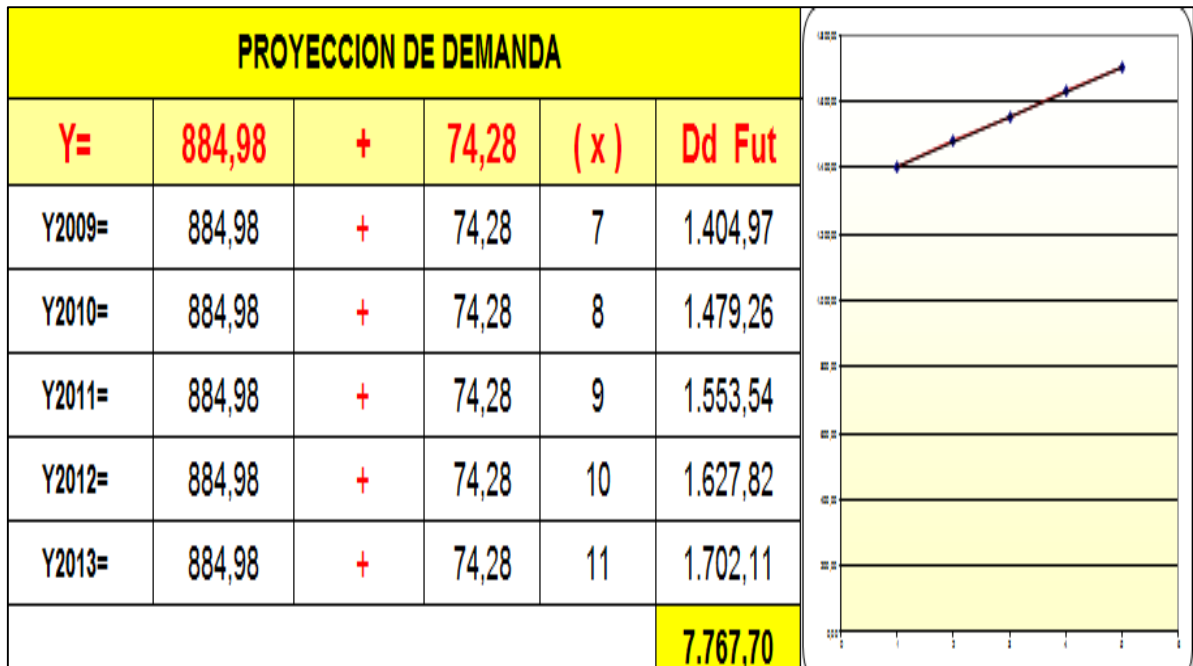 PROYECCION DE DEMANDA
Y= 884,98 + 74,28 ( x ) Dd Fut
Y2009= 884,98 + 74,28 7 1.404,97
Y2010= 884,98 + 74,28 8 1.479,26
Y2011= 884,98 + 74,28 9 1.553,54
Y2012= 884,98 + 74,28 10 1.627,82
Y2013= 884,98 + 74,28 11 1.702,11
7.767,70